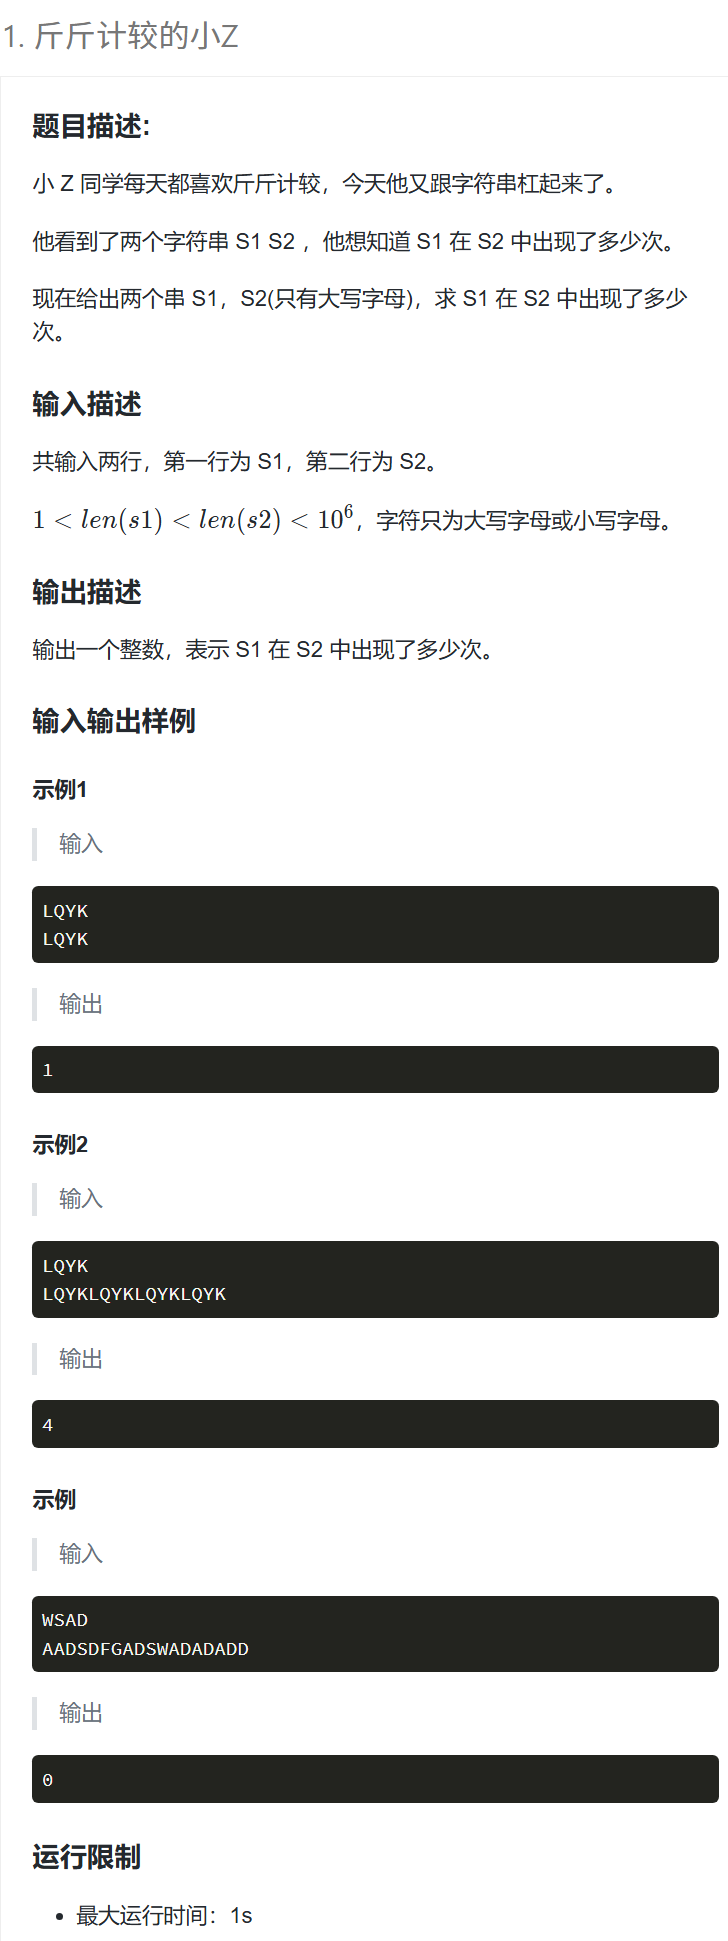 1. 斤斤计较的小Z
题目描述:
小 Z 同学每天都喜欢斤斤计较，今天他又跟字符串杠起来了。
他看到了两个字符串 S1 S2 ，他想知道 S1 在 S2 中出现了多少次。
现在给出两个串 S1，S2(只有大写字母)，求 S1 在 S2 中出现了多少
次。
输入描述
共输入两行，第一行为 S1，第二行为 S2。
1 < len(s1) < len(s2) < 10⁶，字符只为大写字母或小写字母。
输出描述
输出一个整数，表示 S1 在 S2 中出现了多少次。
输入输出样例
示例1
输入
LQYK
LQYK
输出
1
示例2
输入
LQYK
LQYKLQYKLQYKLQYK
输出
4
示例
输入
WSAD
AADSDFGADSWADADADD
输出
0
运行限制
• 最大运行时间：1s